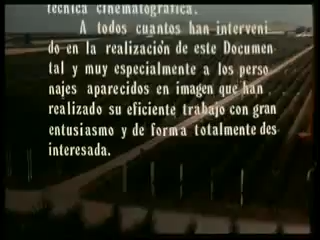 técnica cinematográfica.
A todos cuantos han interveni
do en la realización de este Documen-
tal y muy especialmente a los perso
najes aparecidos en imagen que han
realizado su eficiente trabajo con gran
entusiasmo y de forma totalmente des
interesada.